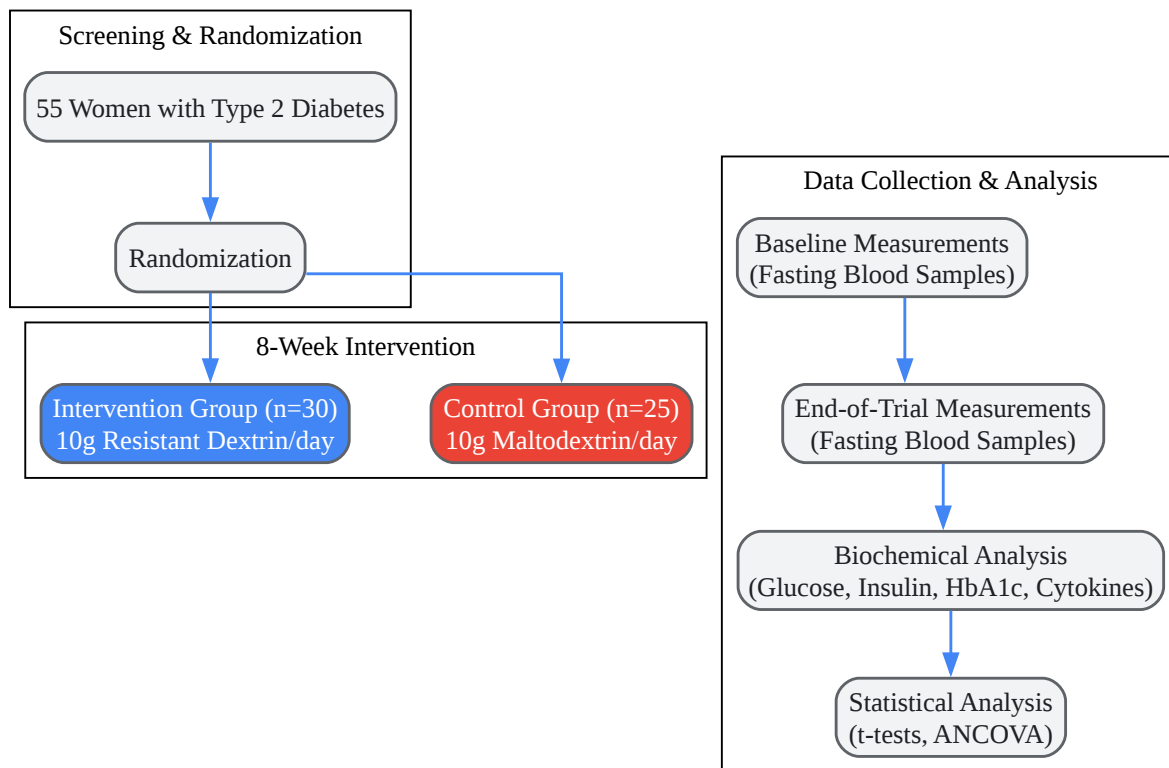 Screening & Randomization
55 Women with Type 2 Diabetes
Randomization
8-Week Intervention
Intervention Group (n=30)
10g Resistant Dextrin/day
Control Group (n=25)
10g Maltodextrin/day
Data Collection & Analysis
Baseline Measurements
(Fasting Blood Samples)
End-of-Trial Measurements
(Fasting Blood Samples)
Biochemical Analysis
(Glucose, Insulin, HbA1c, Cytokines)
Statistical Analysis
(t-tests, ANCOVA)